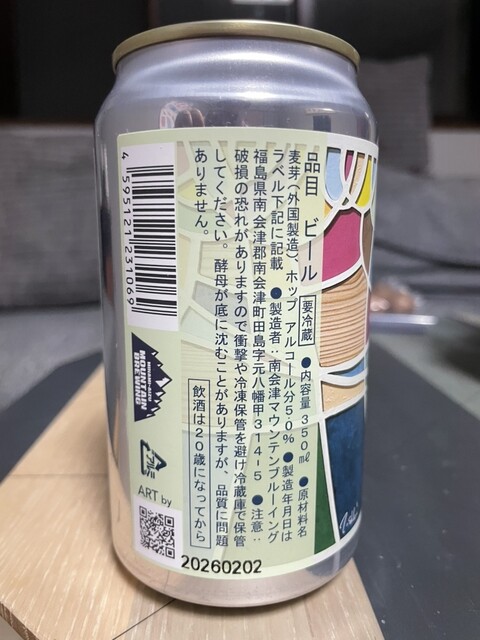 品目 ビール 要冷蔵 ●内容量 350㎖ ●原材料名
麦芽(外国製造)、ホップ アルコール分5.0% ●製造年月日は
ラベル下記に記載 ●製造者:南会津マウンテンブルーイング
福島県南会津郡南会津町田島字元八幡甲314-5 ●注意:
破損の恐れがありますので衝撃や冷凍保管を避け冷蔵庫で保管
してください。酵母が底に沈むことがありますが、品質に問題
ありません。
飲酒は20歳になってから
4 595121 231069
MINAMI-AIZU
MOUNTAIN
BREWING
アルミ
ART by
20260202